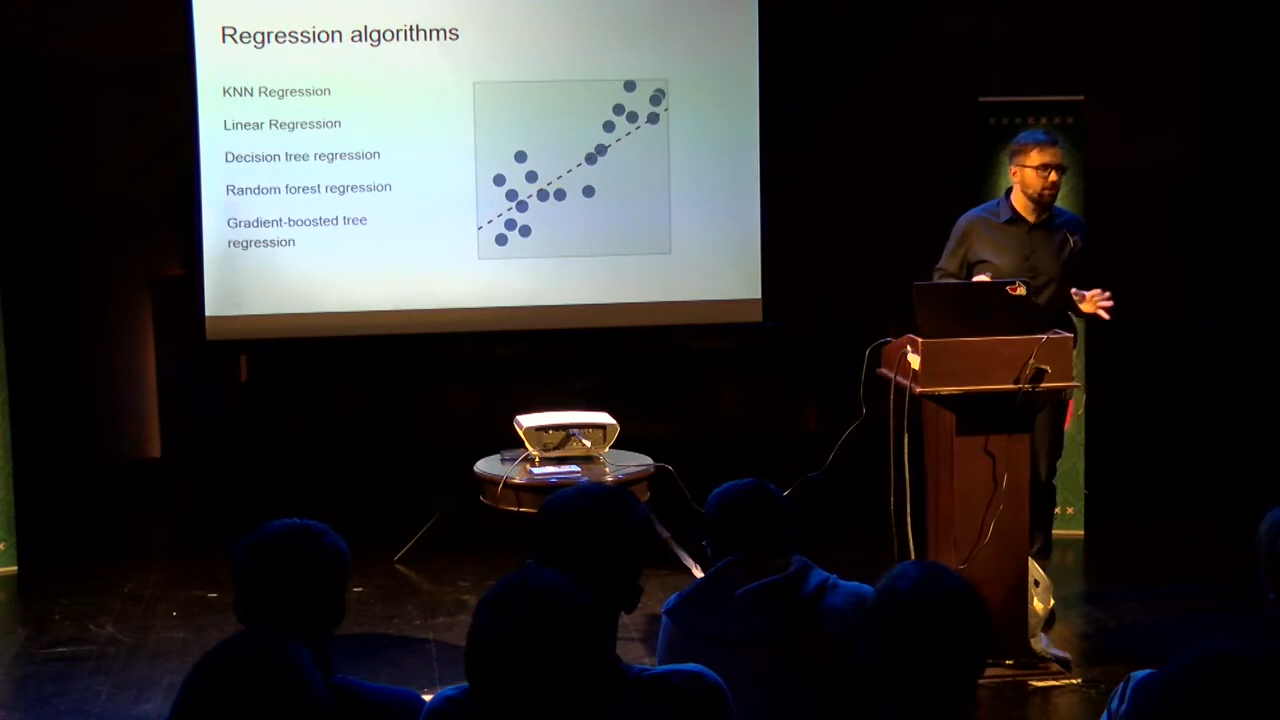 Regression algorithms
KNN Regression
Linear Regression
Decision tree regression
Random forest regression
Gradient-boosted tree
regression